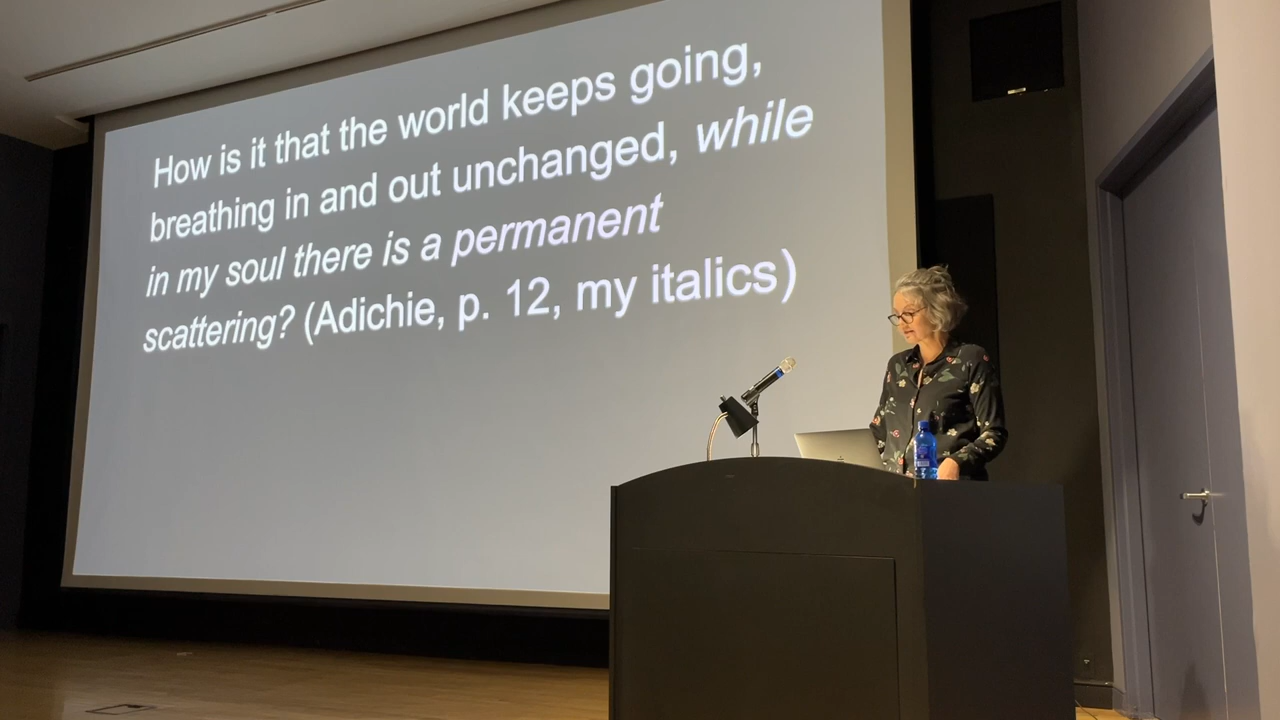 How is it that the world keeps going,
breathing in and out unchanged, while
in my soul there is a permanent
scattering? (Adichie, p. 12, my italics)